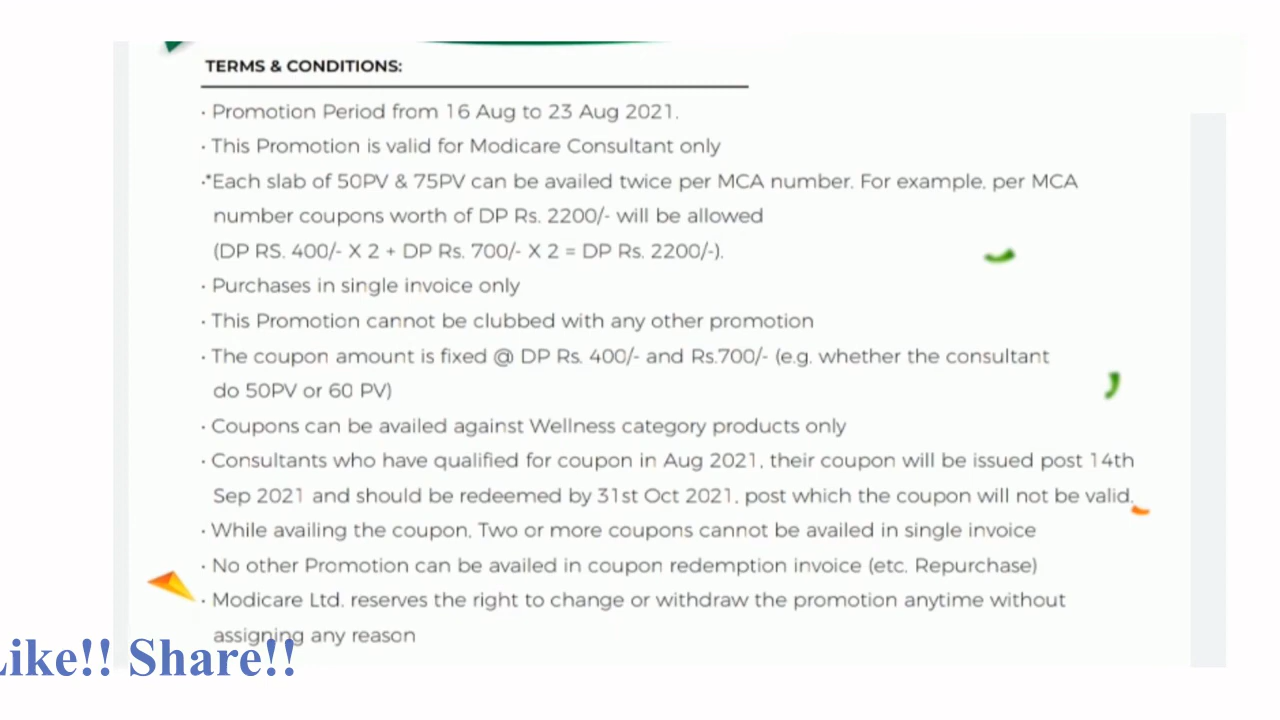 TERMS & CONDITIONS:
· Promotion Period from 16 Aug to 23 Aug 2021.
· This Promotion is valid for Modicare Consultant only
·*Each slab of 50PV & 75PV can be availed twice per MCA number. For example, per MCA
number coupons worth of DP Rs. 2200/- will be allowed
(DP RS. 400/- X 2 + DP Rs. 700/- X 2 = DP Rs. 2200/-).
· Purchases in single invoice only
· This Promotion cannot be clubbed with any other promotion
· The coupon amount is fixed @ DP Rs. 400/- and Rs.700/- (e.g. whether the consultant
do 50PV or 60 PV)
· Coupons can be availed against Wellness category products only
· Consultants who have qualified for coupon in Aug 2021, their coupon will be issued post 14th
Sep 2021 and should be redeemed by 31st Oct 2021, post which the coupon will not be valid.
· While availing the coupon, Two or more coupons cannot be availed in single invoice
· No other Promotion can be availed in coupon redemption invoice (etc. Repurchase)
· Modicare Ltd. reserves the right to change or withdraw the promotion anytime without
assigning any reason
Like!! Share!!